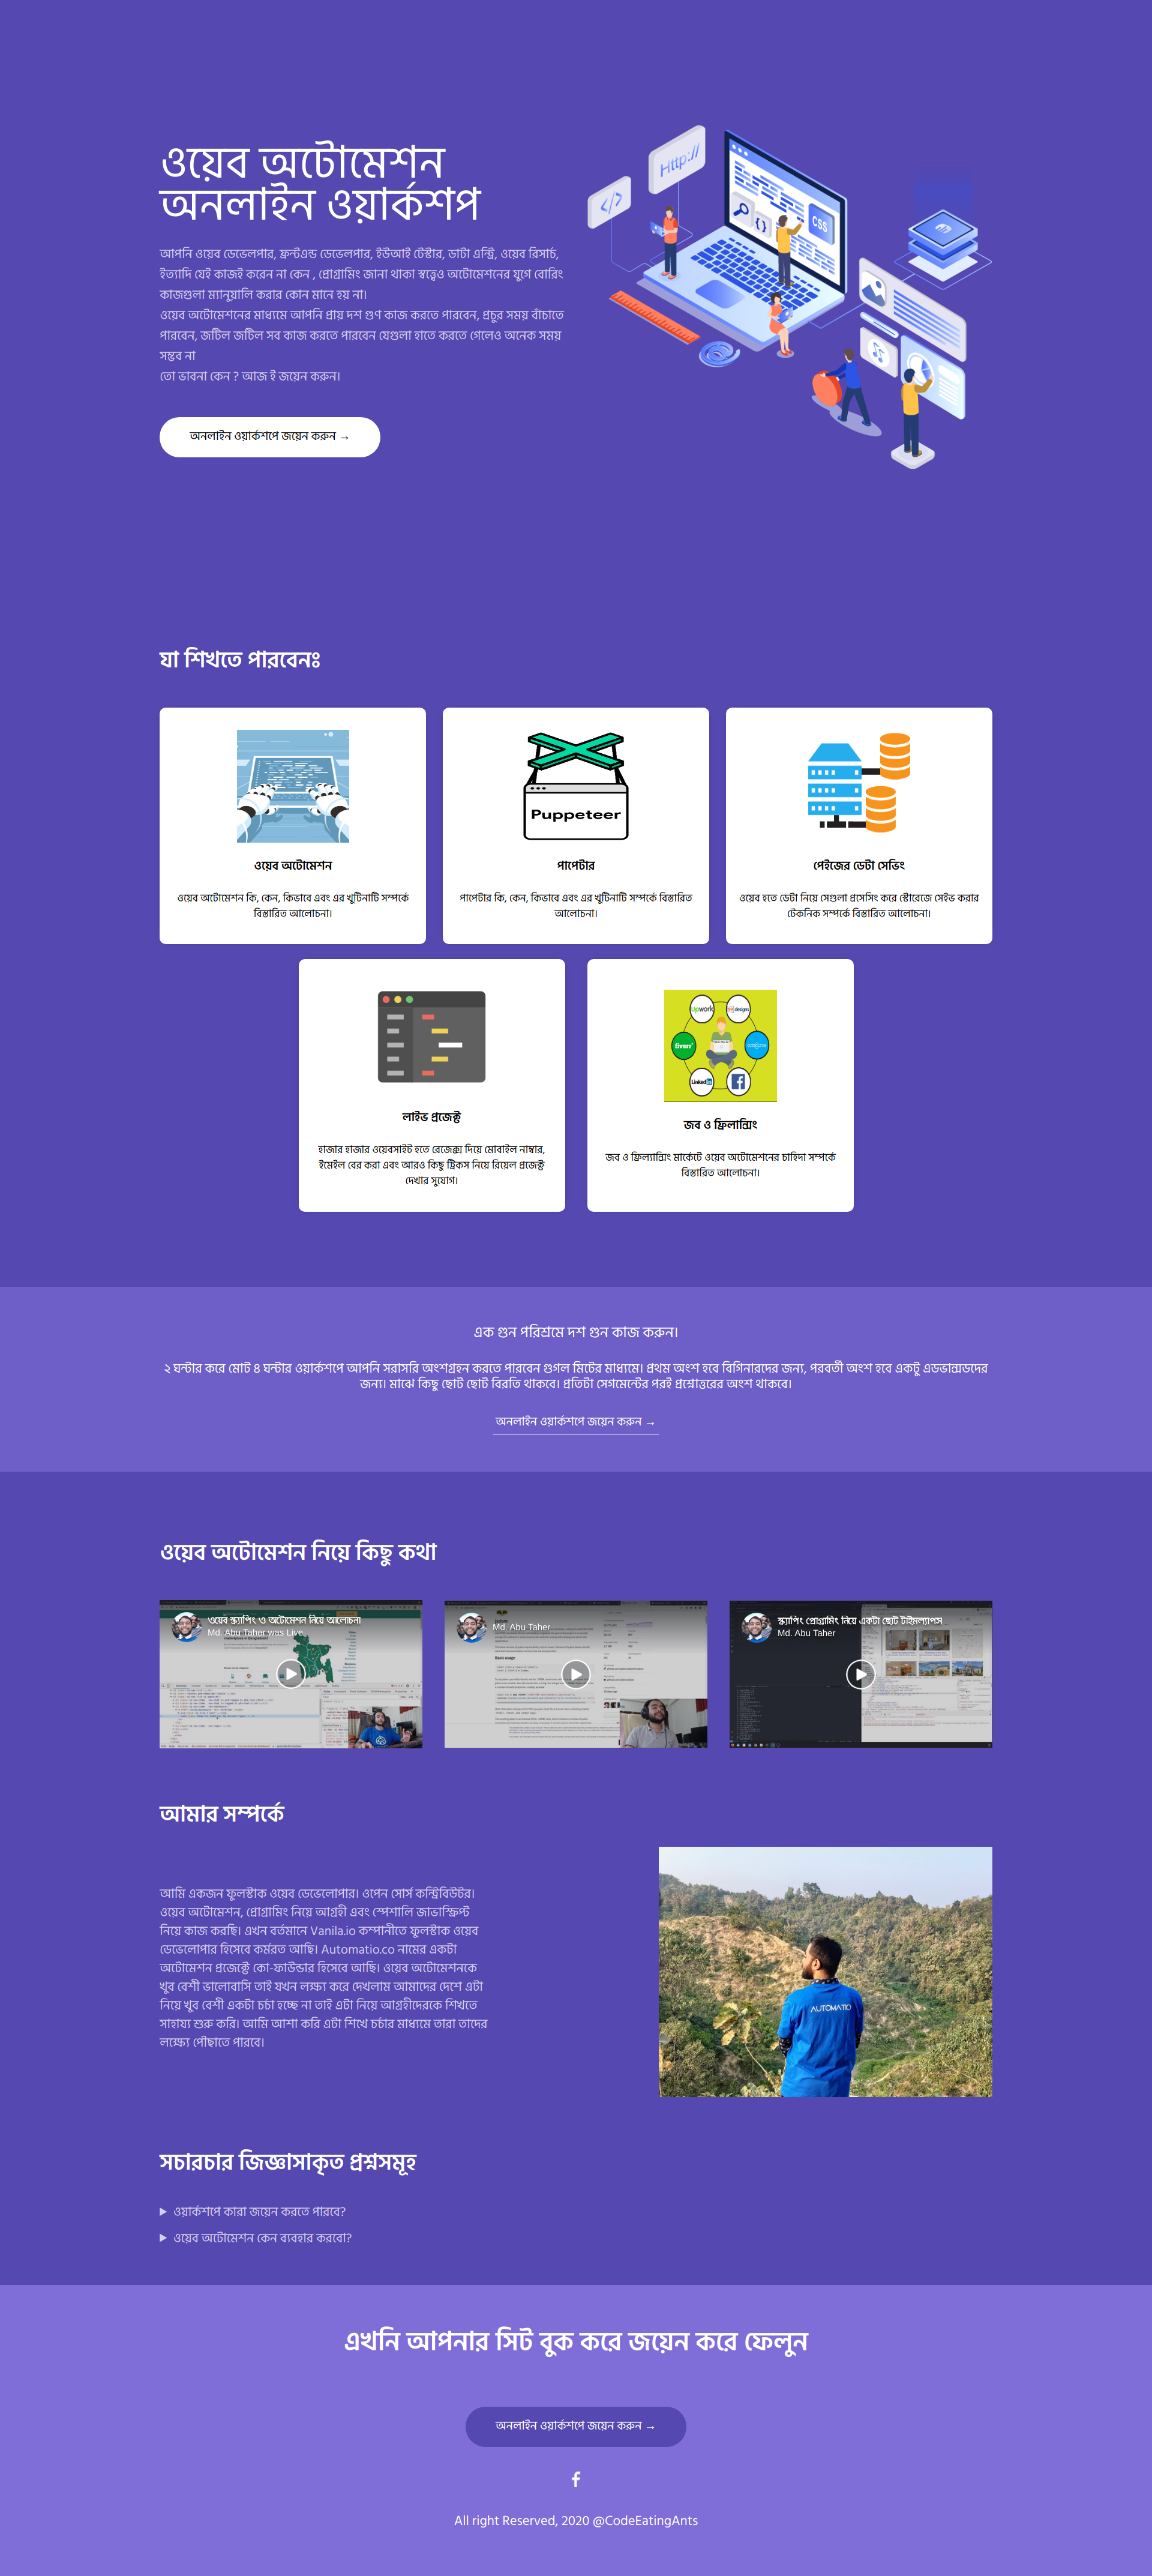 ওয়েব অটোমেশন
অনলাইন ওয়ার্কশপ
Http://
</>
CSS
{ }
আপনি ওয়েব ডেভেলপার, ফ্রন্টএন্ড ডেভেলপার, ইউআই টেস্টার, ডাটা এন্ট্রি, ওয়েব রিসার্চ,
ইত্যাদি যেই কাজই করেন না কেন , প্রোগ্রামিং জানা থাকা স্বত্ত্বেও অটোমেশনের যুগে বোরিং
কাজগুলা ম্যানুয়ালি করার কোন মানে হয় না।
ওয়েব অটোমেশনের মাধ্যমে আপনি প্রায় দশ গুণ কাজ করতে পারবেন, প্রচুর সময় বাঁচাতে
পারবেন, জটিল জটিল সব কাজ করতে পারবেন যেগুলা হাতে করতে গেলেও অনেক সময়
সম্ভব না
তো ভাবনা কেন ? আজ ই জয়েন করুন।
অনলাইন ওয়ার্কশপে জয়েন করুন →
যা শিখতে পারবেনঃ
Puppeteer
ওয়েব অটোমেশন
ওয়েব অটোমেশন কি, কেন, কিভাবে এবং এর খুটিনাটি সম্পর্কে
বিস্তারিত আলোচনা।
পাপেটার
পাপেটার কি, কেন, কিভাবে এবং এর খুটিনাটি সম্পর্কে বিস্তারিত
আলোচনা।
পেইজের ডেটা সেভিং
ওয়েব হতে ডেটা নিয়ে সেগুলা প্রসেসিং করে স্টোরেজে সেইভ করার
টেকনিক সম্পর্কে বিস্তারিত আলোচনা।
লাইভ প্রজেক্ট
হাজার হাজার ওয়েবসাইট হতে রেজেক্স দিয়ে মোবাইল নাম্বার,
ইমেইল বের করা এবং আরও কিছু ট্রিকস নিয়ে রিয়েল প্রজেক্ট
দেখার সুযোগ।
upwork
99designs
fiverr
LinkedIn
জব ও ফ্রিলান্সিং
জব ও ফ্রিল্যান্সিং মার্কেটে ওয়েব অটোমেশনের চাহিদা সম্পর্কে
বিস্তারিত আলোচনা।
এক গুন পরিশ্রমে দশ গুন কাজ করুন।
২ ঘন্টার করে মোট ৪ ঘন্টার ওয়ার্কশপে আপনি সরাসরি অংশগ্রহন করতে পারবেন গুগল মিটের মাধ্যমে। প্রথম অংশ হবে বিগিনারদের জন্য, পরবর্তী অংশ হবে একটু এডভান্সডদের
জন্য। মাঝে কিছু ছোট ছোট বিরতি থাকবে। প্রতিটা সেগমেন্টের পরই প্রশ্নোত্তরের অংশ থাকবে।
অনলাইন ওয়ার্কশপে জয়েন করুন →
ওয়েব অটোমেশন নিয়ে কিছু কথা
ওয়েব স্ক্র্যাপিং ও অটোমেশন নিয়ে আলোচনা
Md. Abu Taher was Live
Md. Abu Taher
Basic usage
স্ক্র্যাপিং প্রোগ্রামিং নিয়ে একটা ছোট টাইমল্যাপস
Md. Abu Taher
আমার সম্পর্কে
আমি একজন ফুলস্টাক ওয়েব ডেভেলোপার। ওপেন সোর্স কন্ট্রিবিউটর।
ওয়েব অটোমেশন, প্রোগ্রামিং নিয়ে আগ্রহী এবং স্পেশালি জাভাস্ক্রিপ্ট
নিয়ে কাজ করছি। এখন বর্তমানে Vanila.io কম্পানীতে ফুলস্টাক ওয়েব
ডেভেলোপার হিসেবে কর্মরত আছি। Automatio.co নামের একটা
অটোমেশন প্রজেক্টে কো-ফাউন্ডার হিসেবে আছি। ওয়েব অটোমেশনকে
খুব বেশী ভালোবাসি তাই যখন লক্ষ্য করে দেখলাম আমাদের দেশে এটা
নিয়ে খুব বেশী একটা চর্চা হচ্ছে না তাই এটা নিয়ে আগ্রহীদেরকে শিখতে
সাহায্য শুরু করি। আমি আশা করি এটা শিখে চর্চার মাধ্যমে তারা তাদের
লক্ষ্যে পৌঁছাতে পারবে।
AUTOMATIO
সচারচার জিজ্ঞাসাকৃত প্রশ্নসমূহ
ওয়ার্কশপে কারা জয়েন করতে পারবে?
ওয়েব অটোমেশন কেন ব্যবহার করবো?
এখনি আপনার সিট বুক করে জয়েন করে ফেলুন
অনলাইন ওয়ার্কশপে জয়েন করুন →
All right Reserved, 2020 @CodeEatingAnts